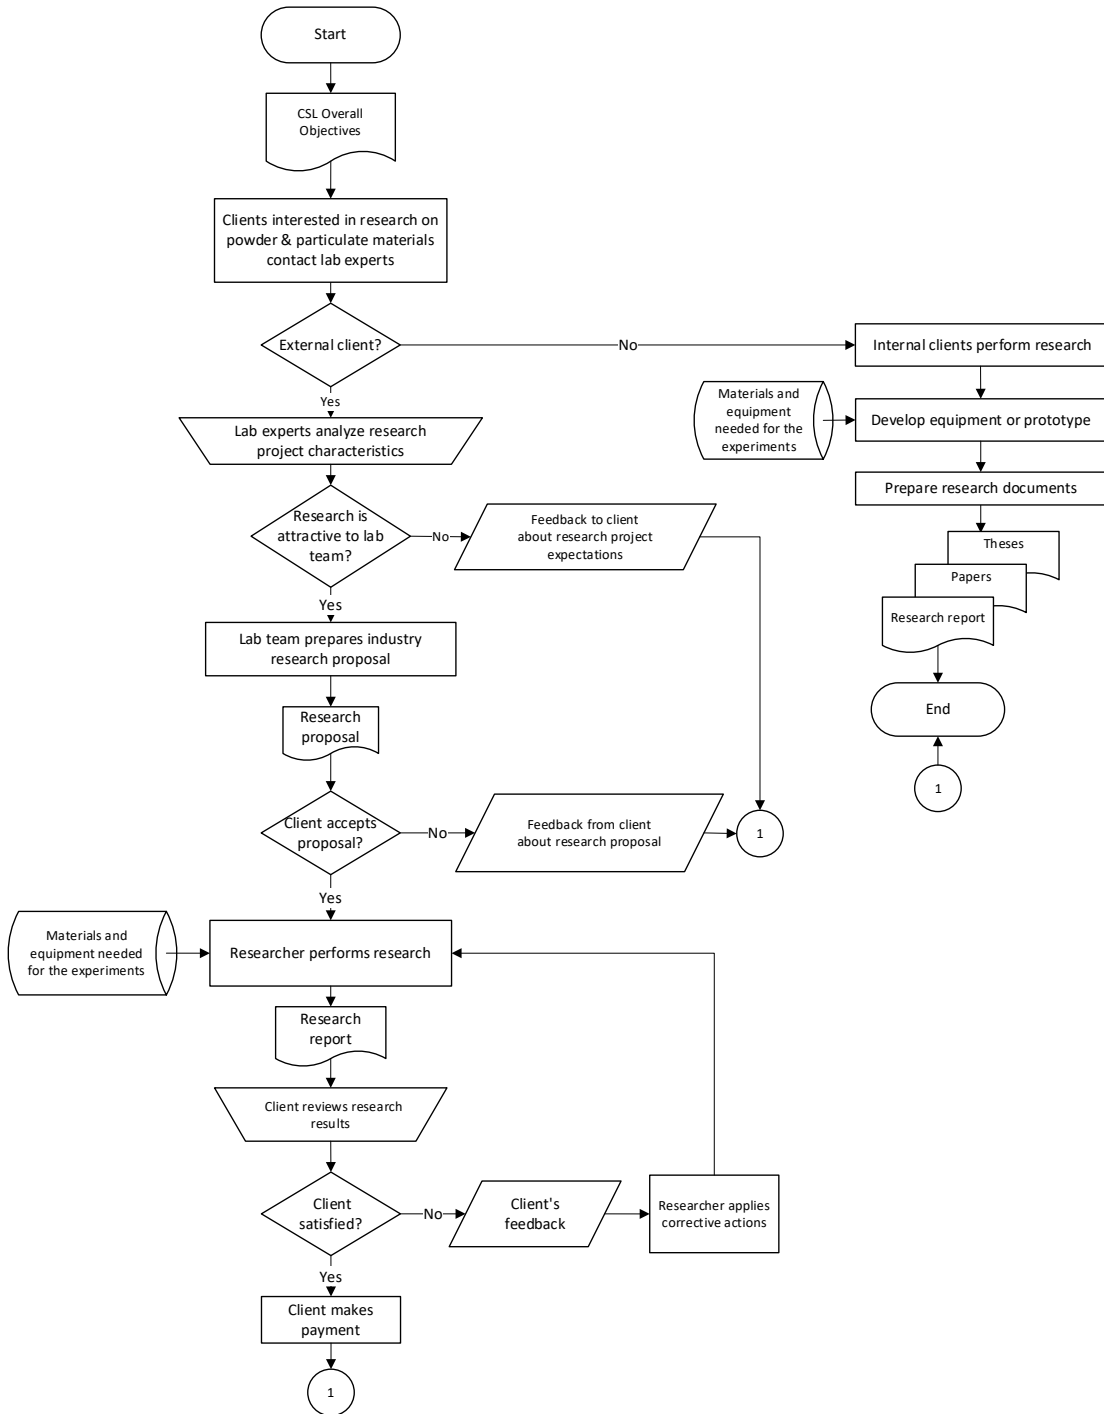 Start
CSL Overall
Objectives
Clients interested in research on
powder & particulate materials
contact lab experts
External client?
No
Internal clients perform research
Yes
Materials and
equipment
needed for the
experiments
Develop equipment or prototype
Lab experts analyze research
project characteristics
Prepare research documents
Research is
attractive to lab
team?
No
Feedback to client
about research project
expectations
Theses
Papers
Research report
Yes
Lab team prepares industry
research proposal
End
Research
proposal
1
Client accepts
proposal?
No
Feedback from client
about research proposal
1
Yes
Materials and
equipment needed
for the experiments
Researcher performs research
Research
report
Client reviews research
results
Client
satisfied?
No
Client's
feedback
Researcher applies
corrective actions
Yes
Client makes
payment
1